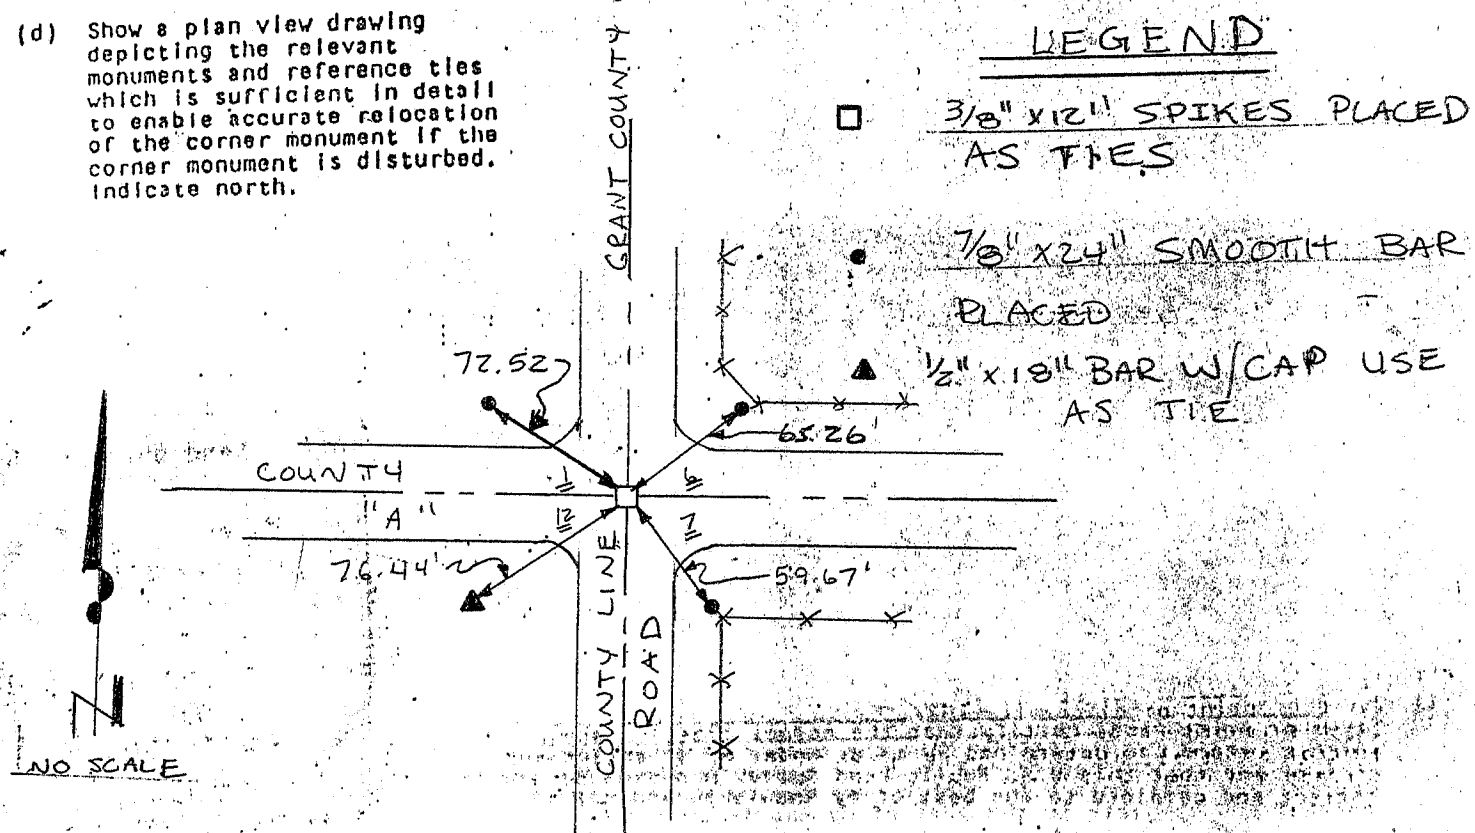 (d) Show a plan view drawing
depicting the relevant
monuments and reference ties
which is sufficient in detail
to enable accurate relocation
of the corner monument if the
corner monument is disturbed.
Indicate north.
GRANT COUNTY
LEGEND
3/8" X 12" SPIKES PLACED
AS TIES
7/8" X 24" SMOOTH BAR
PLACED
1/2" X 18" BAR W/CAP USE
AS TIE
72.52
65.26'
COUNTY
"A"
1
6
12
7
76.44'
59.67'
COUNTY LINE
ROAD
N
NO SCALE